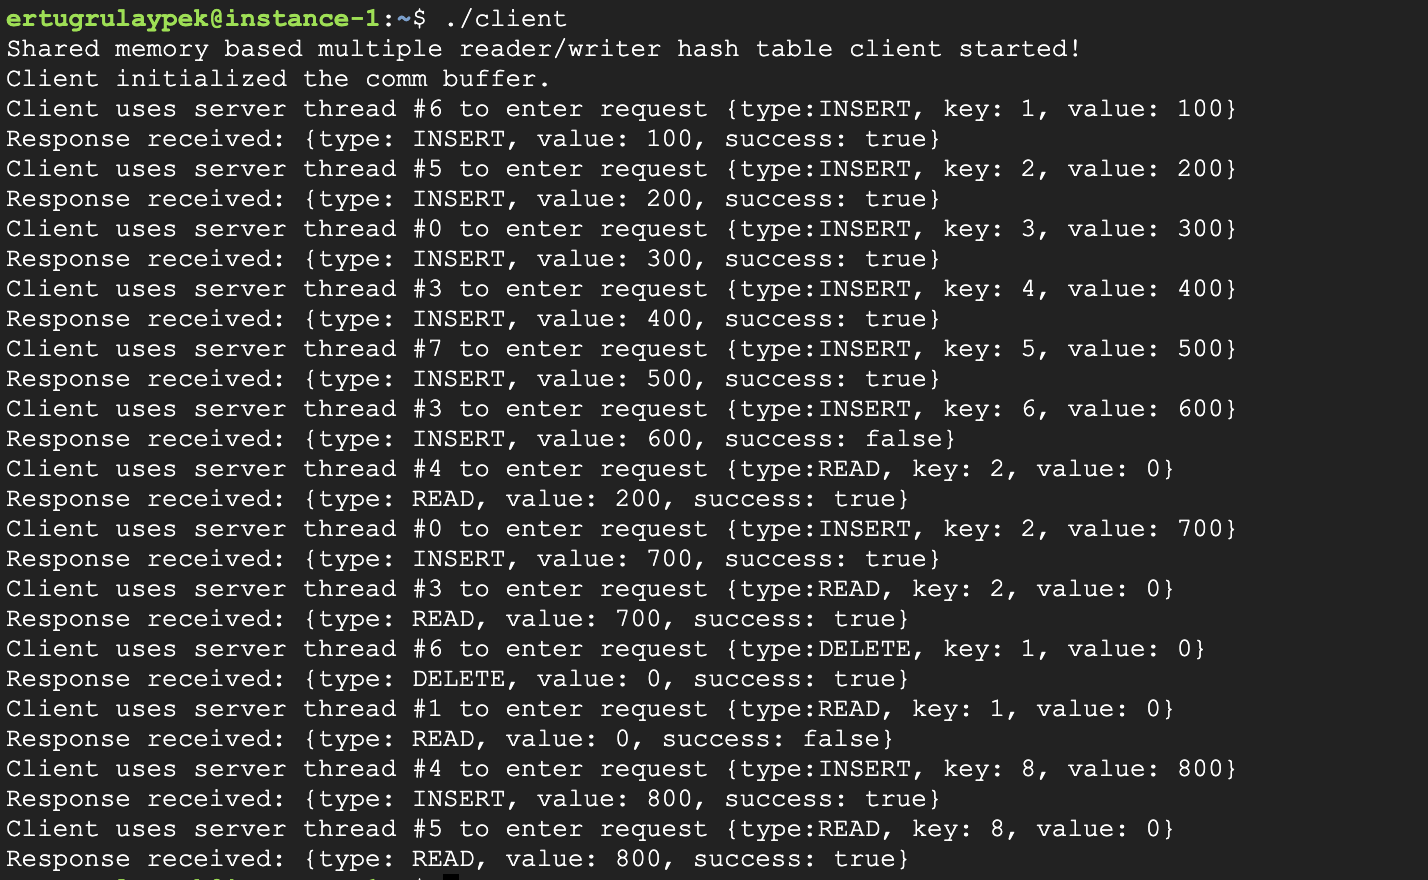 ertugrulaypek@instance-1:~$ ./client
Shared memory based multiple reader/writer hash table client started!
Client initialized the comm buffer.
Client uses server thread #6 to enter request {type:INSERT, key: 1, value: 100}
Response received: {type: INSERT, value: 100, success: true}
Client uses server thread #5 to enter request {type:INSERT, key: 2, value: 200}
Response received: {type: INSERT, value: 200, success: true}
Client uses server thread #0 to enter request {type:INSERT, key: 3, value: 300}
Response received: {type: INSERT, value: 300, success: true}
Client uses server thread #3 to enter request {type:INSERT, key: 4, value: 400}
Response received: {type: INSERT, value: 400, success: true}
Client uses server thread #7 to enter request {type:INSERT, key: 5, value: 500}
Response received: {type: INSERT, value: 500, success: true}
Client uses server thread #3 to enter request {type:INSERT, key: 6, value: 600}
Response received: {type: INSERT, value: 600, success: false}
Client uses server thread #4 to enter request {type:READ, key: 2, value: 0}
Response received: {type: READ, value: 200, success: true}
Client uses server thread #0 to enter request {type:INSERT, key: 2, value: 700}
Response received: {type: INSERT, value: 700, success: true}
Client uses server thread #3 to enter request {type:READ, key: 2, value: 0}
Response received: {type: READ, value: 700, success: true}
Client uses server thread #6 to enter request {type:DELETE, key: 1, value: 0}
Response received: {type: DELETE, value: 0, success: true}
Client uses server thread #1 to enter request {type:READ, key: 1, value: 0}
Response received: {type: READ, value: 0, success: false}
Client uses server thread #4 to enter request {type:INSERT, key: 8, value: 800}
Response received: {type: INSERT, value: 800, success: true}
Client uses server thread #5 to enter request {type:READ, key: 8, value: 0}
Response received: {type: READ, value: 800, success: true}